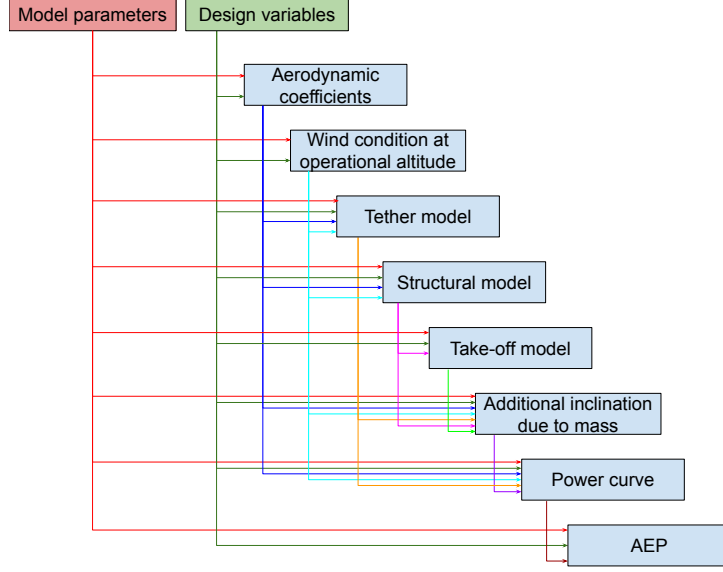 Model parameters
Design variables
Aerodynamic
coefficients
Wind condition at
operational altitude
Tether model
Structural model
Take-off model
Additional inclination
due to mass
Power curve
AEP